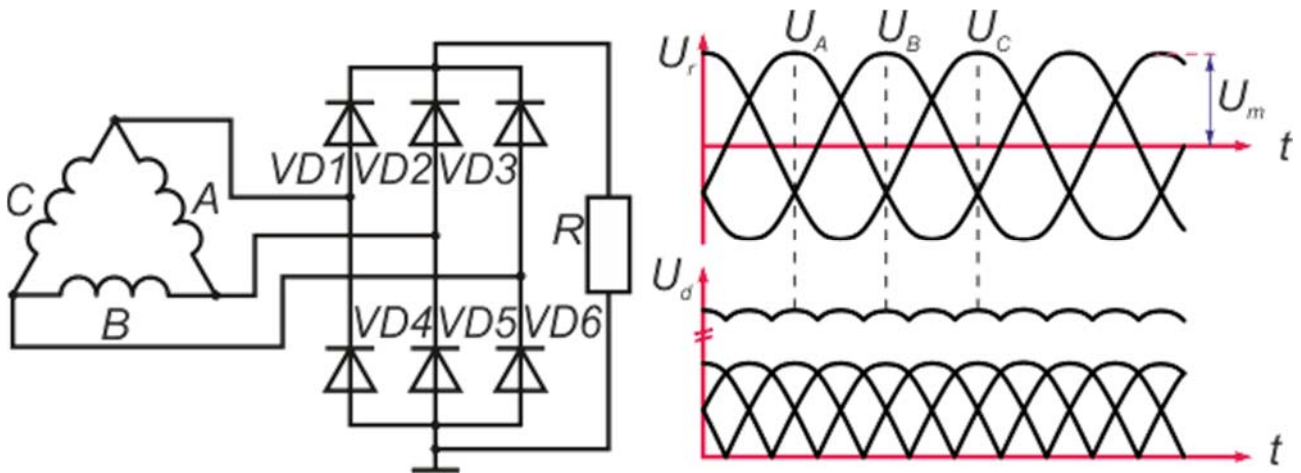 C
A
B
VD1 VD2 VD3
VD4 VD5 VD6
R
U_A U_B U_C
U_r
U_m
t
U_d
t